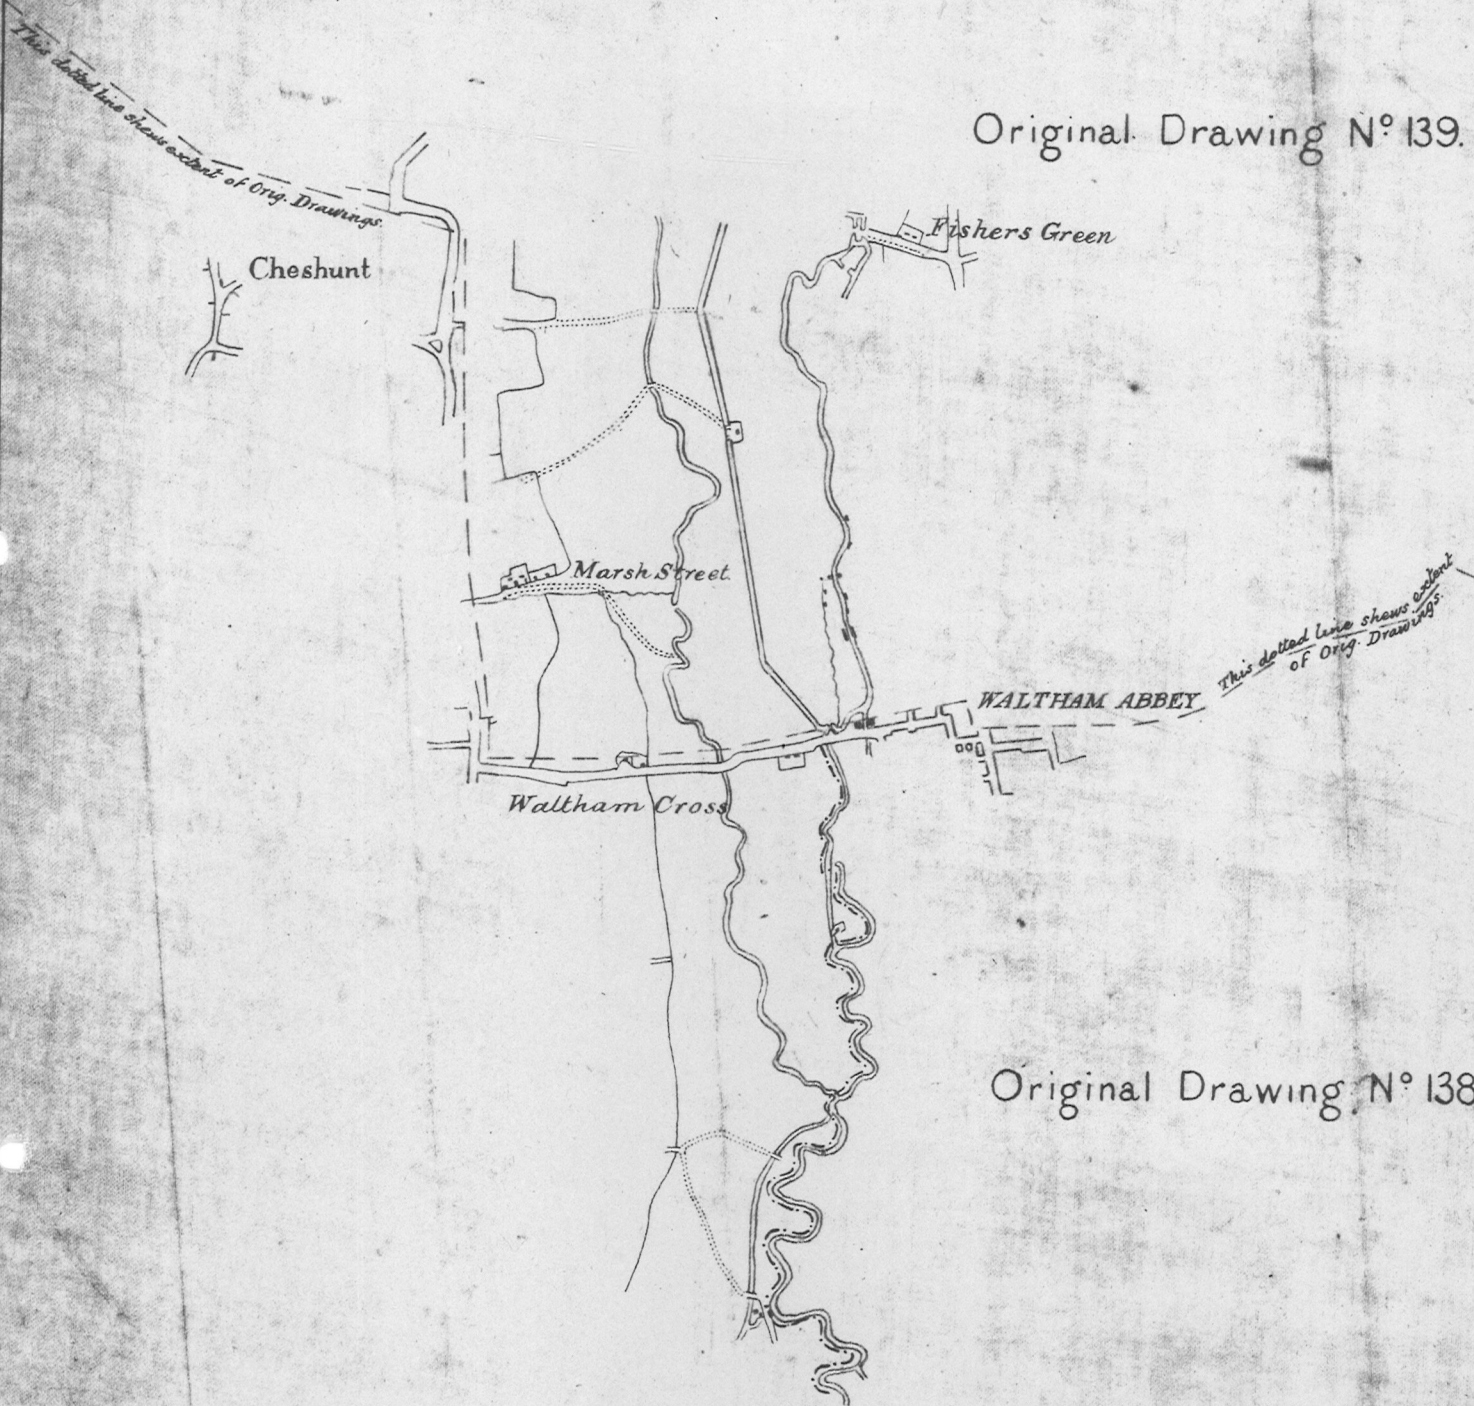 This dotted line shews extent of Orig. Drawings.
Original Drawing Nº 139.
Fishers Green
Cheshunt
Marsh Street.
This dotted line shews extent
of Orig. Drawings.
WALTHAM ABBEY
Waltham Cross
Original Drawing Nº 138